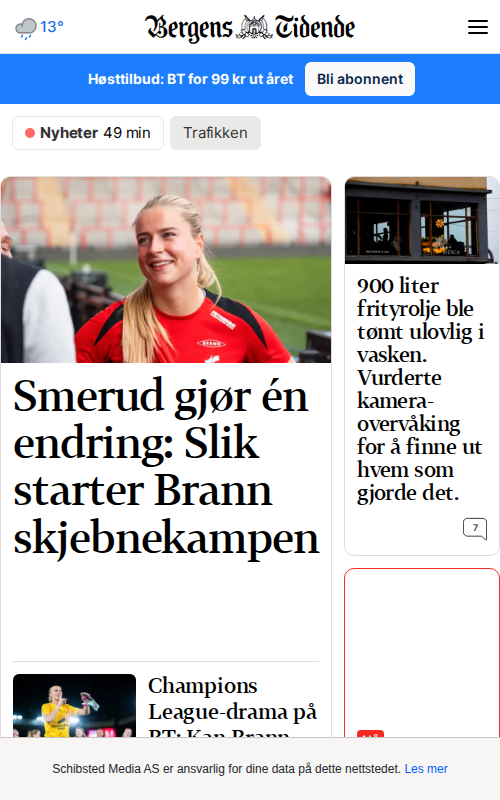 13°
Bergens Tidende
Høsttilbud: BT for 99 kr ut året
Bli abonnent
Nyheter 49 min
Trafikken
BRANN
Smerud gjør én
endring: Slik
starter Brann
skjebnekampen
Champions
League-drama på
BT: Kan Brann
900 liter
frityrolje ble
tømt ulovlig i
vasken.
Vurderte
kamera-
overvåking
for å finne ut
hvem som
gjorde det.
7
Schibsted Media AS er ansvarlig for dine data på dette nettstedet. Les mer